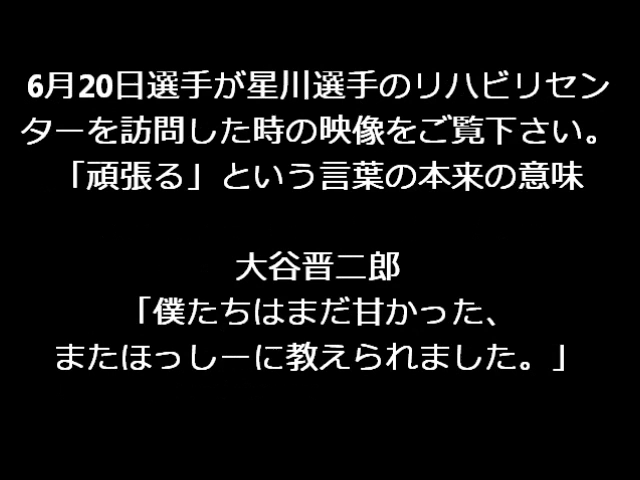 6月20日選手が星川選手のリハビリセン
ターを訪問した時の映像をご覧下さい。
「頑張る」という言葉の本来の意味
大谷晋二郎
「僕たちはまだ甘かった、
またほっしーに教えられました。」